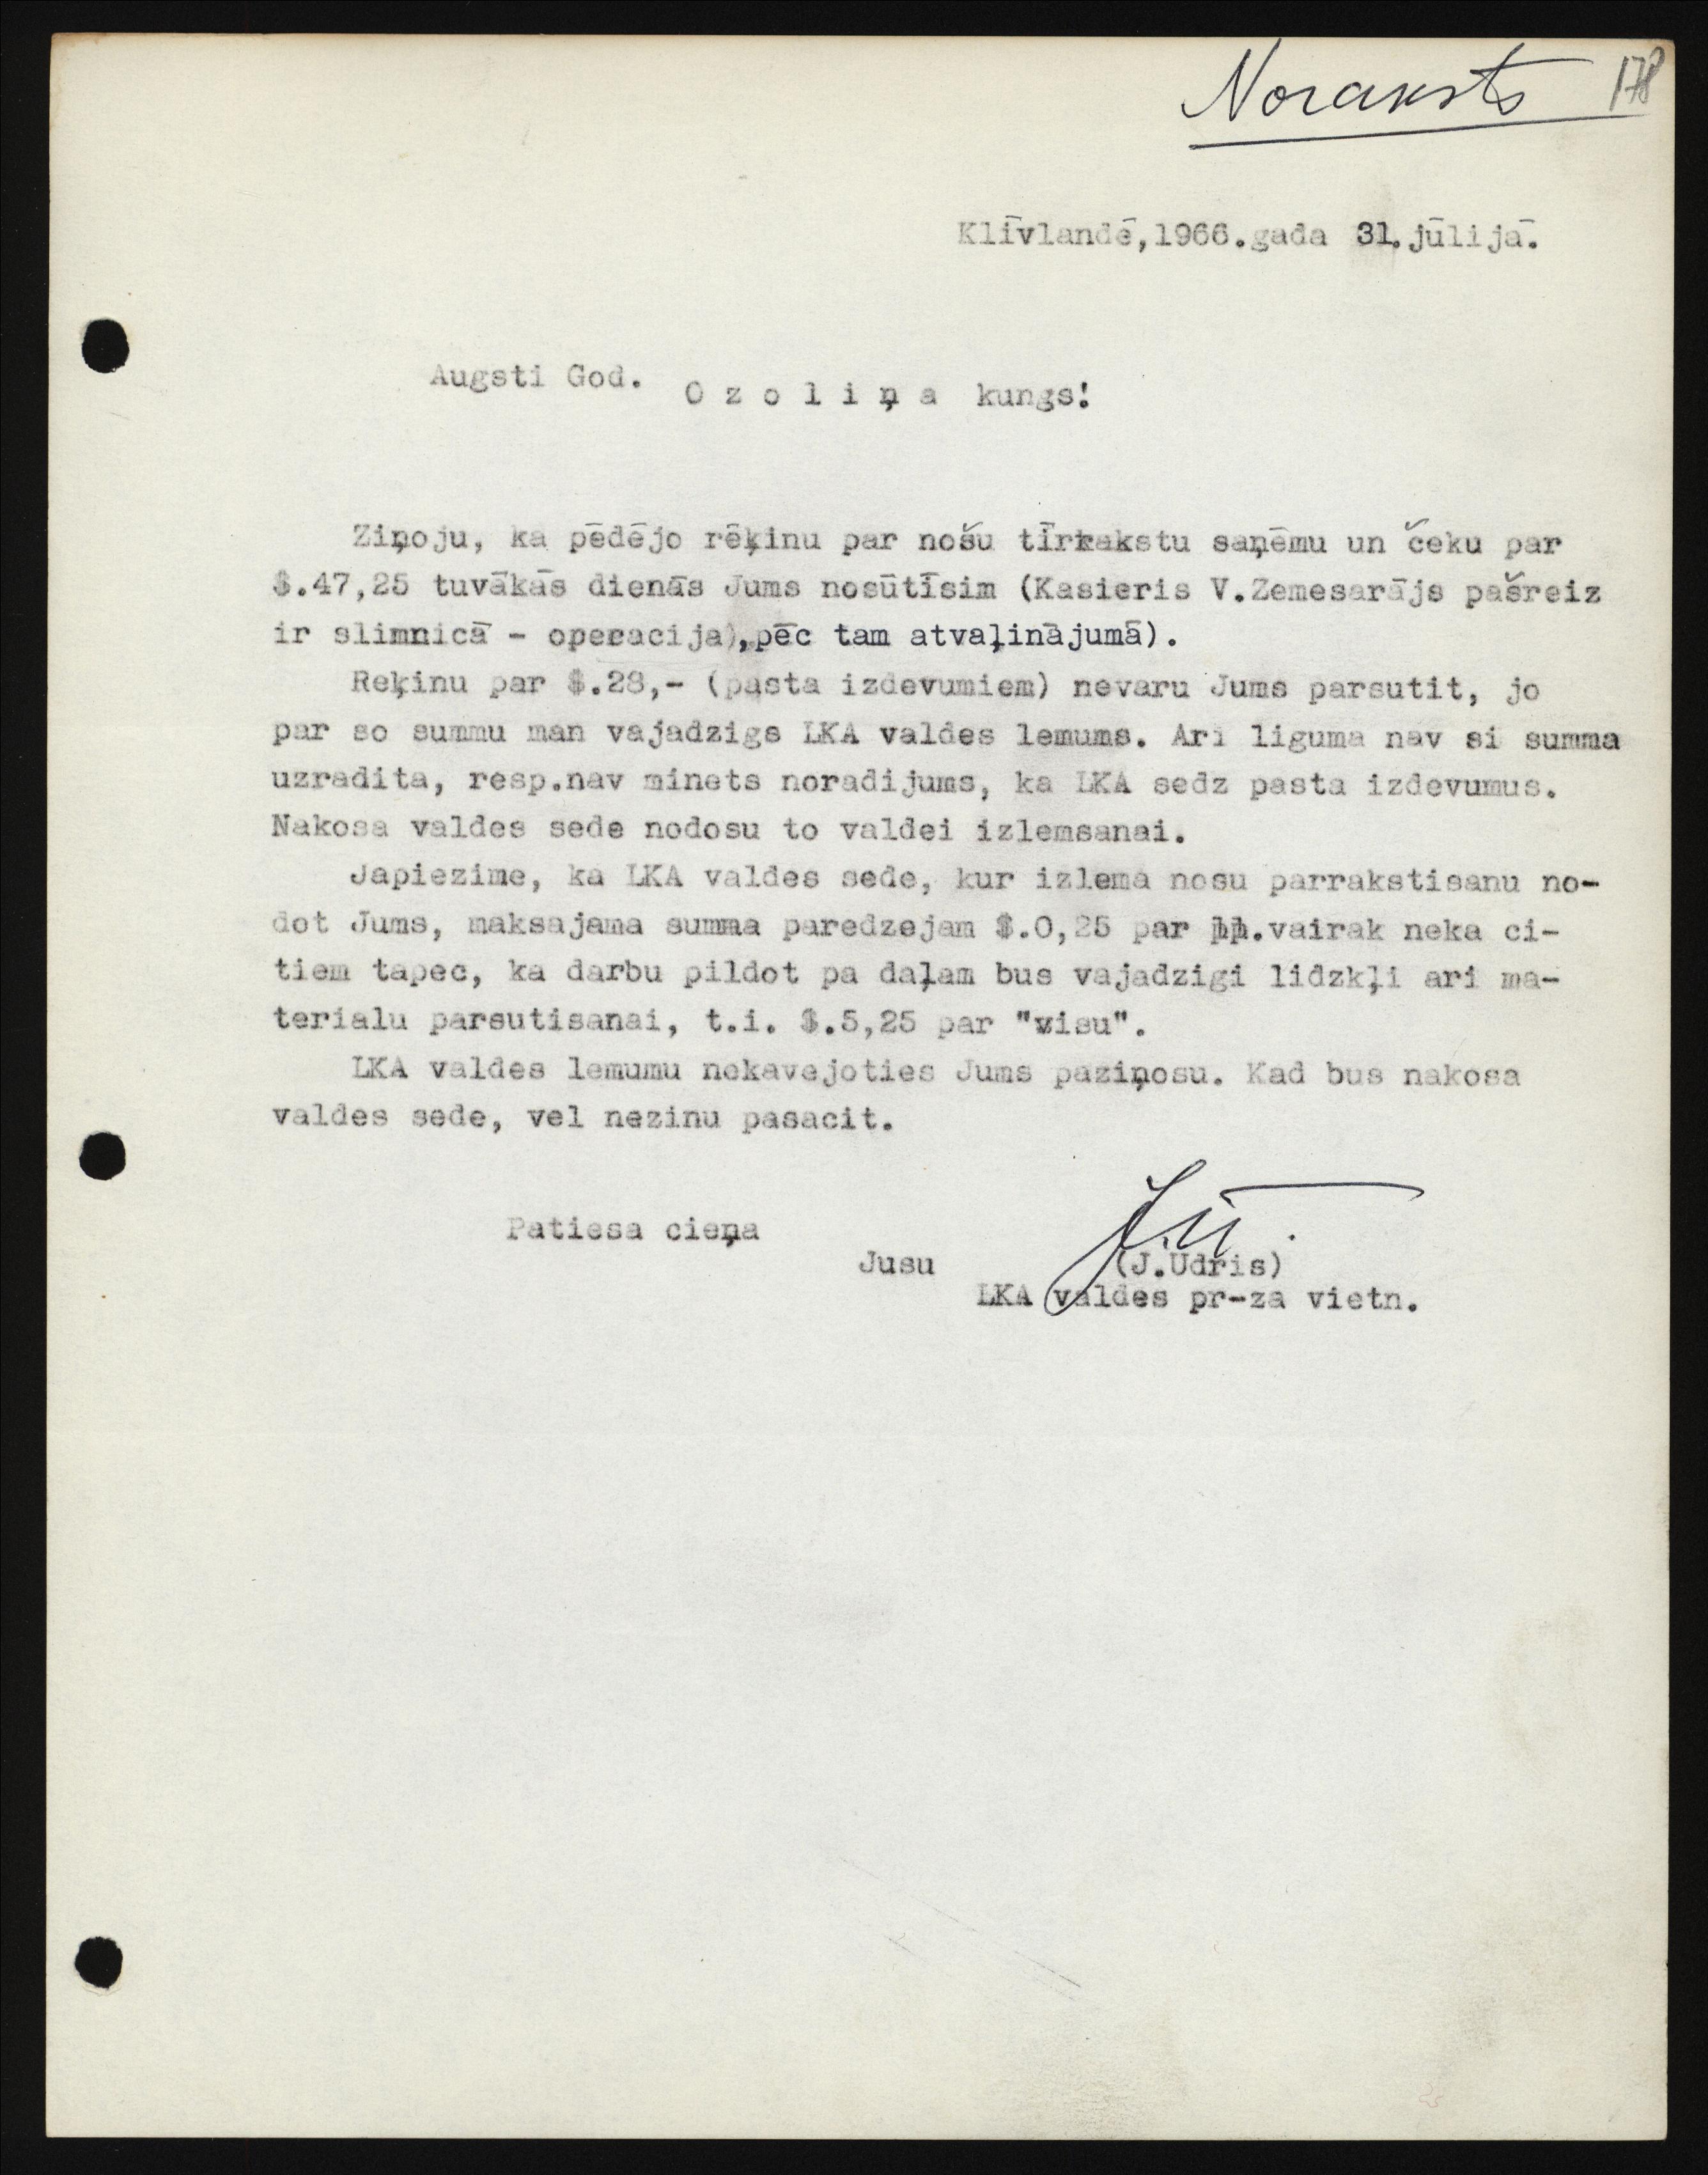 Noraksts 178
Klīvlandē,1966.gada 31.jūlijā.
Augsti God.
O z o l i ņ a kungs!
Ziņoju, ka pēdējo rēķinu par nošu tīrrakstu saņēmu un čeku par
$.47,25 tuvākās dienās Jums nosūtīsim (Kasieris V.Zemesarājs pašreiz
ir slimnicā - operacija),pēc tam atvaļinājumā).
Reķinu par $.28,- (pasta izdevumiem) nevaru Jums parsutit, jo
par so summu man vajadzigs LKA valdes lemums. Ari liguma nav si summa
uzradita, resp.nav minets noradijums, ka LKA sedz pasta izdevumus.
Nakosa valdes sede nodosu to valdei izlemsanai.
Japiezime, ka LKA valdes sede, kur izlema nosu parrakstisanu no-
dot Jums, maksajama summa paredzejam $.0,25 par lp.vairak neka ci-
tiem tapec, ka darbu pildot pa daļam bus vajadzigi lidzkļi ari ma-
terialu parsutisanai, t.i. $.5,25 par "visu".
LKA valdes lemumu nekavejoties Jums paziņosu. Kad bus nakosa
valdes sede, vel nezinu pasacit.
Patiesa cieņa
Jusu
(J.Udris)
LKA valdes pr-za vietn.